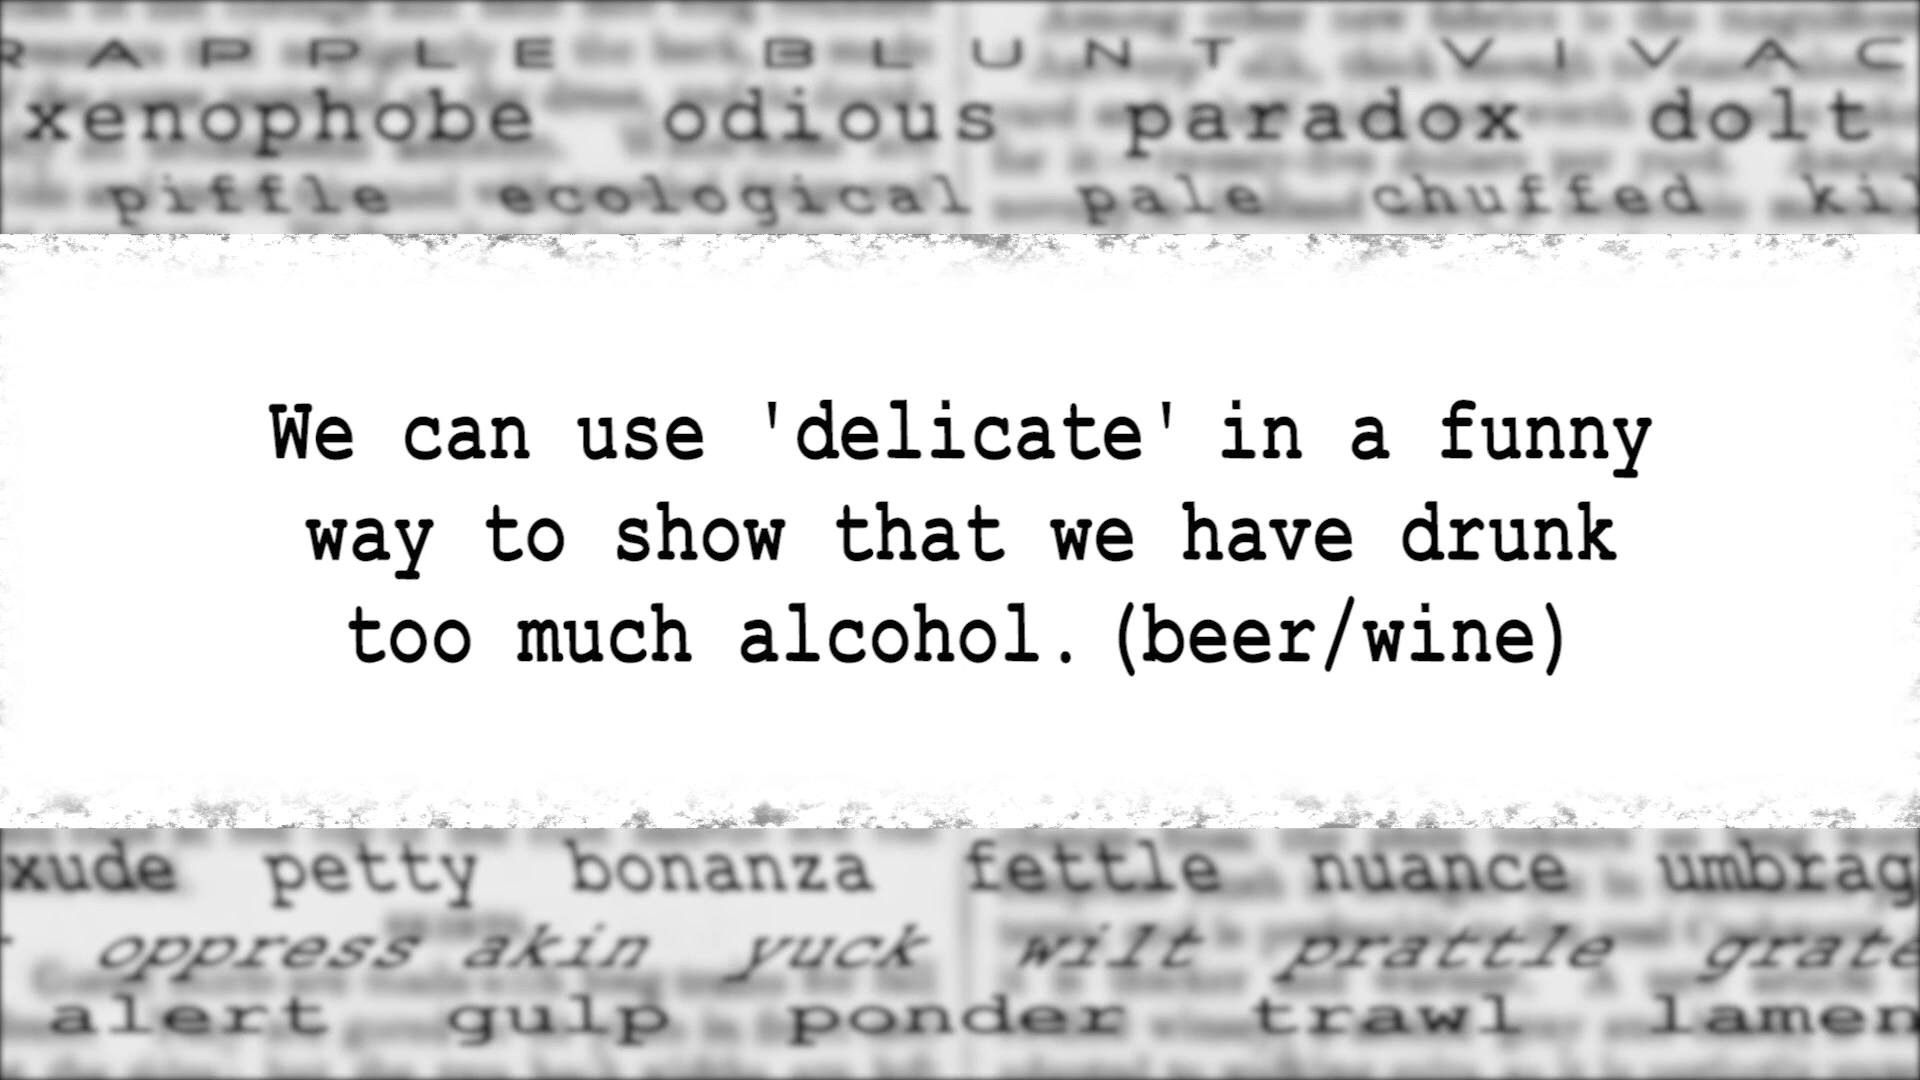 RAPPLE BLUNT VIVAC
xenophobe odious paradox dolt
piffle ecological pale chuffed kil
We can use 'delicate' in a funny
way to show that we have drunk
too much alcohol. (beer/wine)
xude petty bonanza fettle nuance umbrag
oppress akin yuck wilt prattle grate
alert gulp ponder trawl lamen